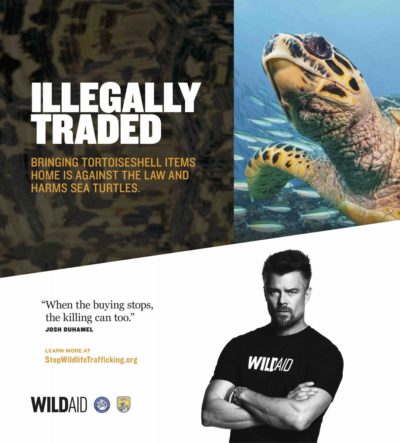 ILLEGALLY
TRADED
BRINGING TORTOISESHELL ITEMS
HOME IS AGAINST THE LAW AND
HARMS SEA TURTLES.
“When the buying stops,
the killing can too.”
JOSH DUHAMEL
LEARN MORE AT
StopWildlifeTrafficking.org
WILDAID
WILDAID